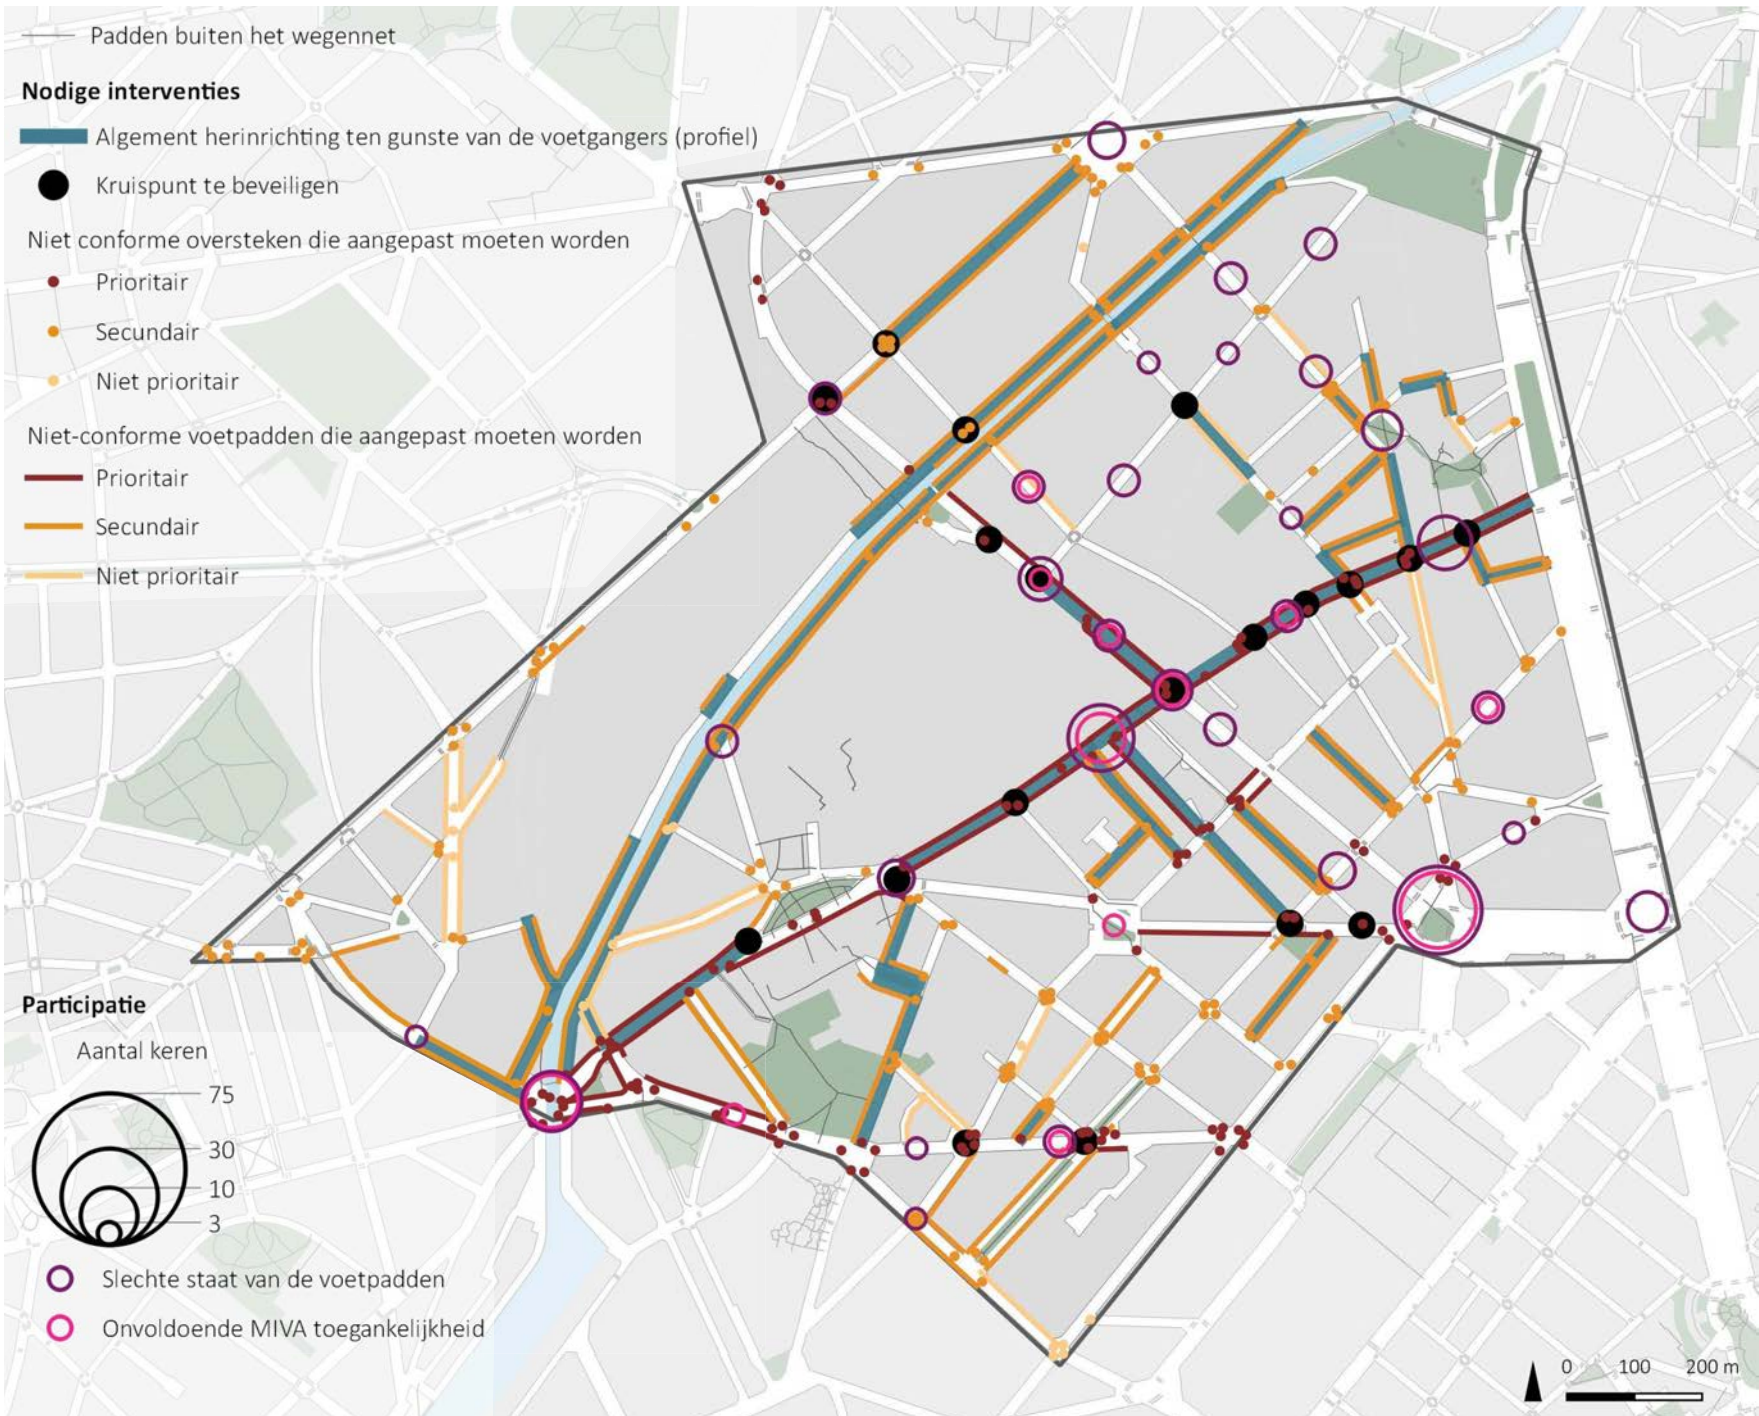 Padden buiten het wegennet
Nodige interventies
Algement herinrichting ten gunste van de voetgangers (profiel)
Kruispunt te beveiligen
Niet conforme oversteken die aangepast moeten worden
Prioritair
Secundair
Niet prioritair
Niet-conforme voetpadden die aangepast moeten worden
Prioritair
Secundair
Niet prioritair
Participatie
Aantal keren
75
30
10
3
Slechte staat van de voetpadden
Onvoldoende MIVA toegankelijkheid
0 100 200 m